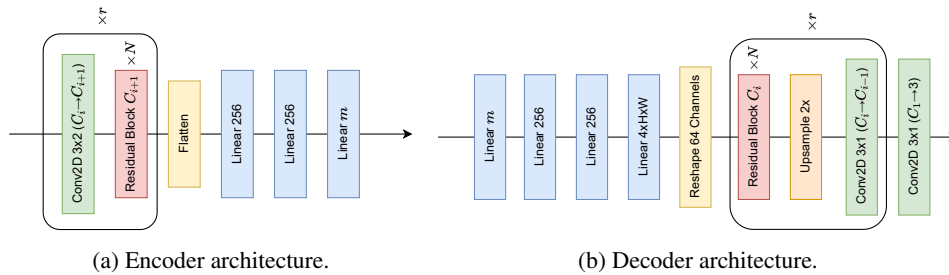 ×r
Conv2D 3x2 (C_i→C_{i+1})
Residual Block C_{i+1}
×N
Flatten
Linear 256
Linear 256
Linear m
(a) Encoder architecture.
Linear m
Linear 256
Linear 256
Linear 4xHxW
Reshape 64 Channels
×r
Residual Block C_i
×N
Upsample 2x
Conv2D 3x1 (C_i→C_{i−1})
Conv2D 3x1 (C_1→3)
(b) Decoder architecture.